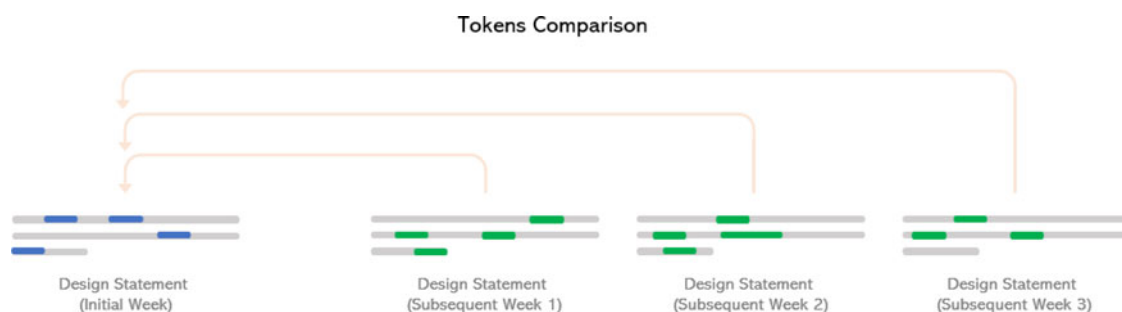 Tokens Comparison
Design Statement
(Initial Week)
Design Statement
(Subsequent Week 1)
Design Statement
(Subsequent Week 2)
Design Statement
(Subsequent Week 3)